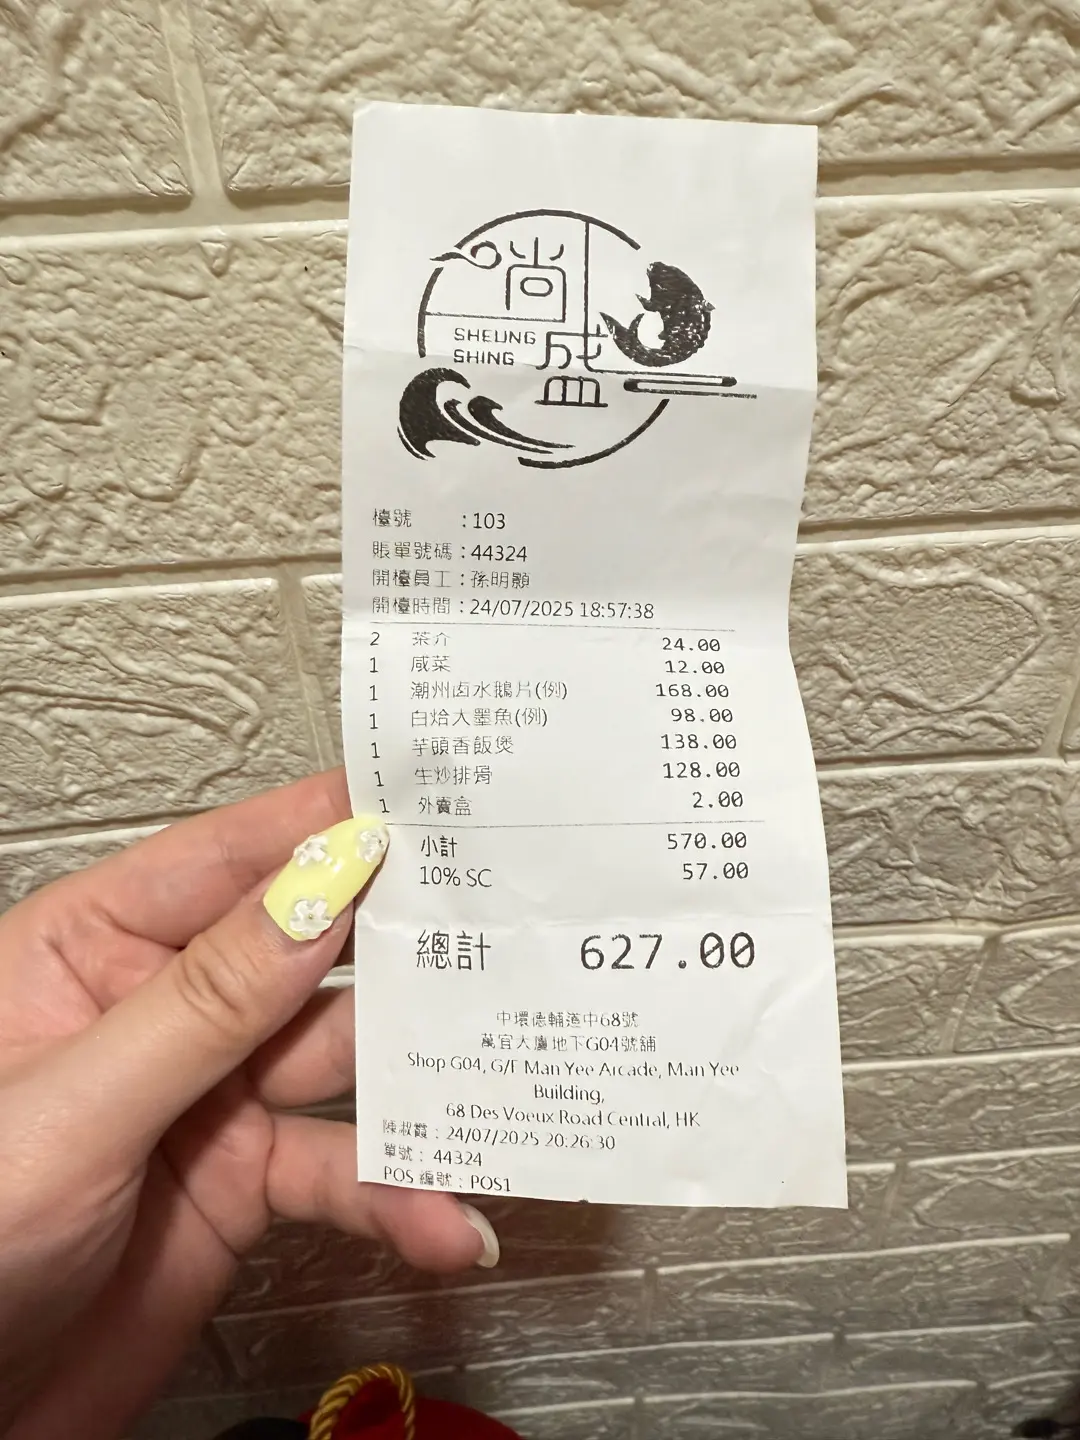 尚盛
SHEUNG
SHING
檯號 : 103
賬單號碼 : 44324
開檯員工 : 孫明顥
開檯時間 : 24/07/2025 18:57:38
2 茶介 24.00
1 咸菜 12.00
1 潮州卤水鵝片(例) 168.00
1 白烚大墨魚(例) 98.00
1 芋頭香飯煲 138.00
1 生炒排骨 128.00
1 外賣盒 2.00
小計 570.00
10% SC 57.00
總計 627.00
中環德輔道中68號
萬宜大廈地下G04號舖
Shop G04, G/F Man Yee Arcade, Man Yee
Building,
68 Des Voeux Road Central, HK
陳淑霞 : 24/07/2025 20:26:30
單號 : 44324
POS 編號 : POS1